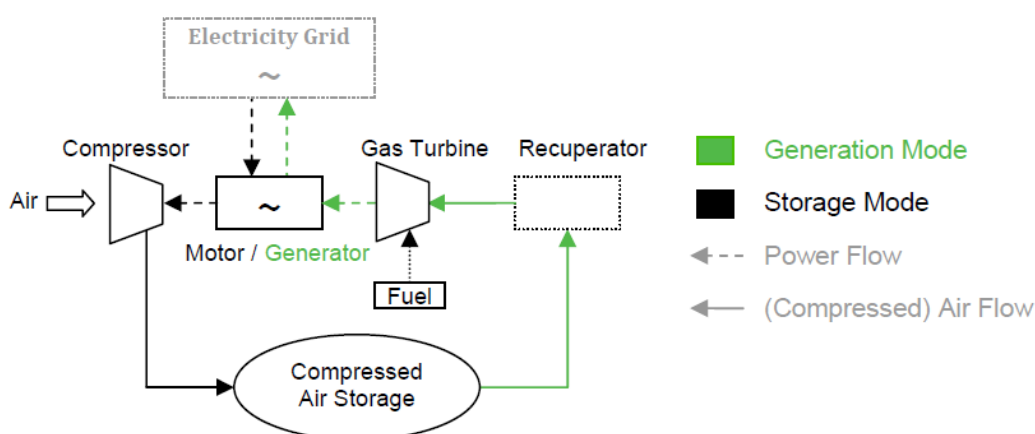 Electricity Grid
~
Compressor
Gas Turbine
Recuperator
Generation Mode
Air
~
Storage Mode
Motor / Generator
Power Flow
Fuel
(Compressed) Air Flow
Compressed
Air Storage